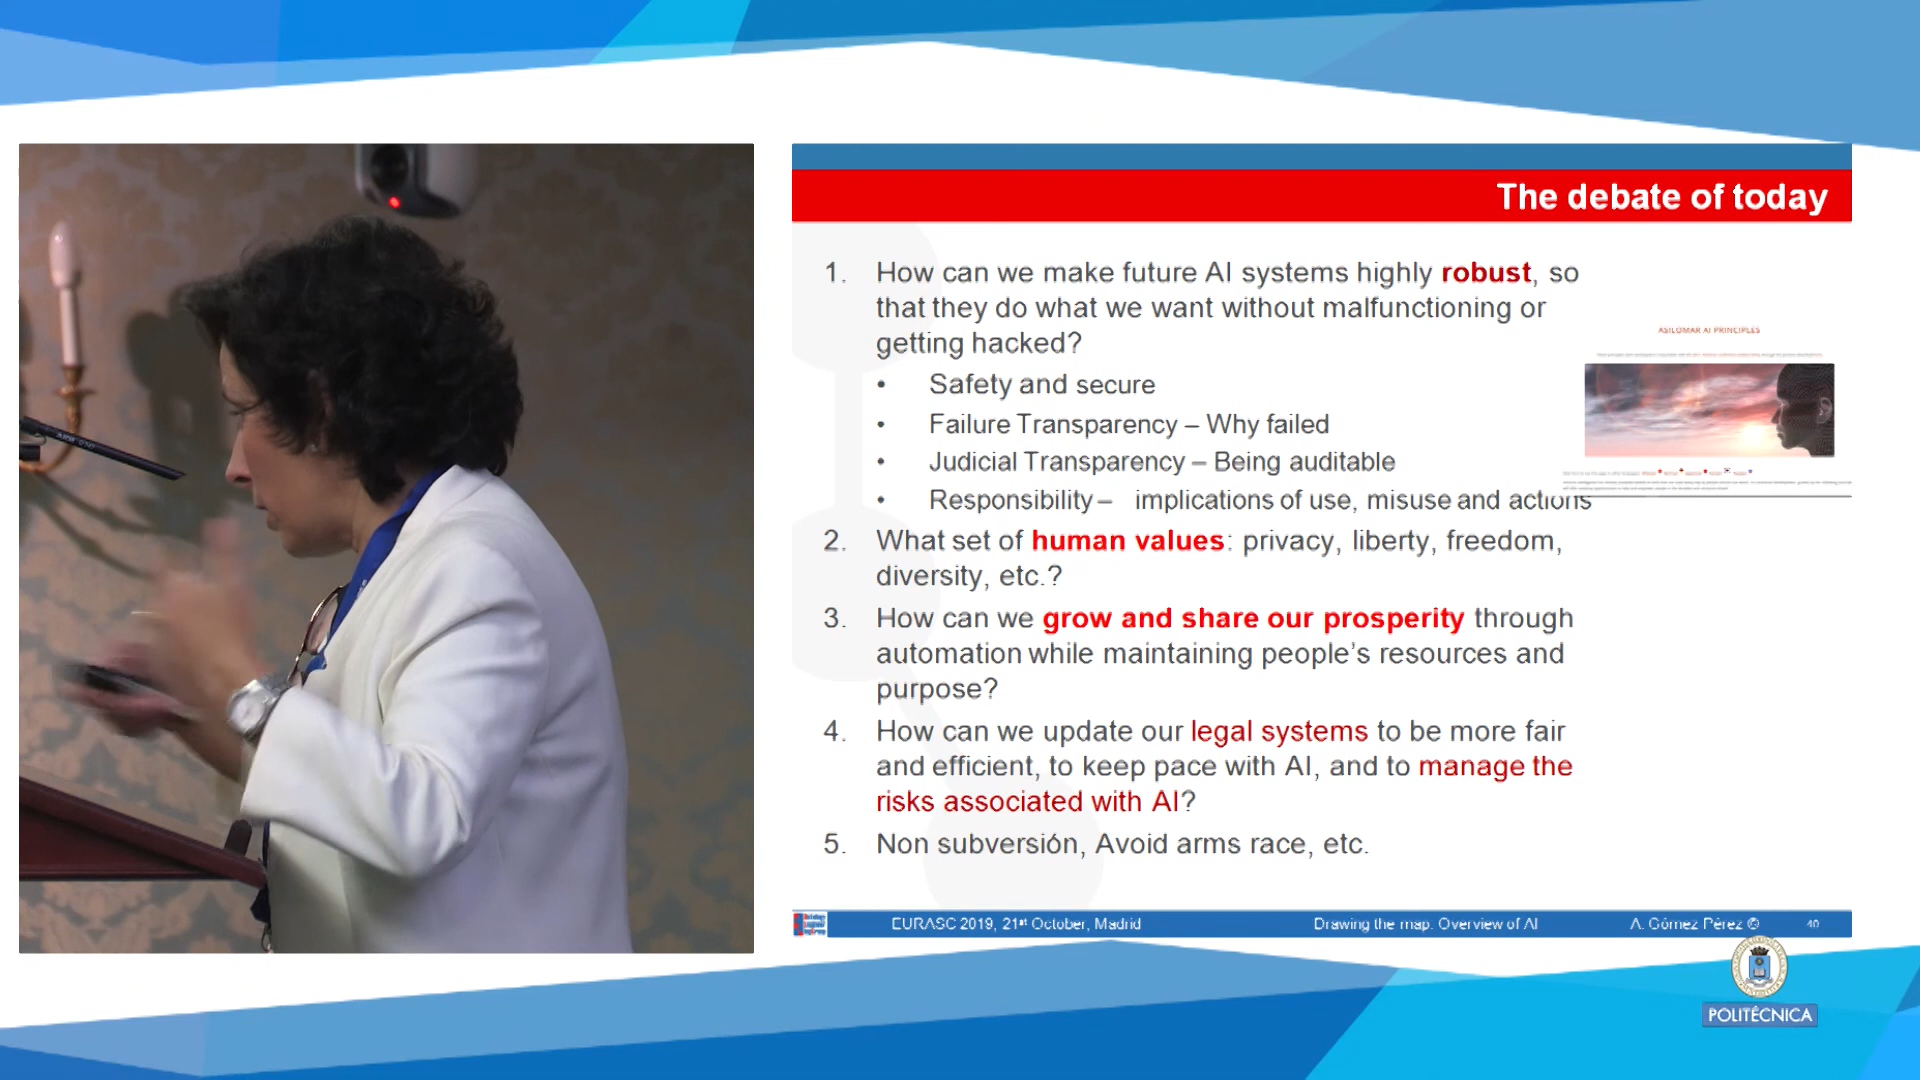 The debate of today
1. How can we make future AI systems highly robust, so
that they do what we want without malfunctioning or
getting hacked?
• Safety and secure
• Failure Transparency – Why failed
• Judicial Transparency – Being auditable
• Responsibility – implications of use, misuse and actions
2. What set of human values: privacy, liberty, freedom,
diversity, etc.?
3. How can we grow and share our prosperity through
automation while maintaining people's resources and
purpose?
4. How can we update our legal systems to be more fair
and efficient, to keep pace with AI, and to manage the
risks associated with AI?
5. Non subversión, Avoid arms race, etc.
ASILOMAR AI PRINCIPLES
EURASC 2019, 21st October, Madrid
Drawing the map. Overview of AI
A. Gómez Pérez ©
40
POLITÉCNICA